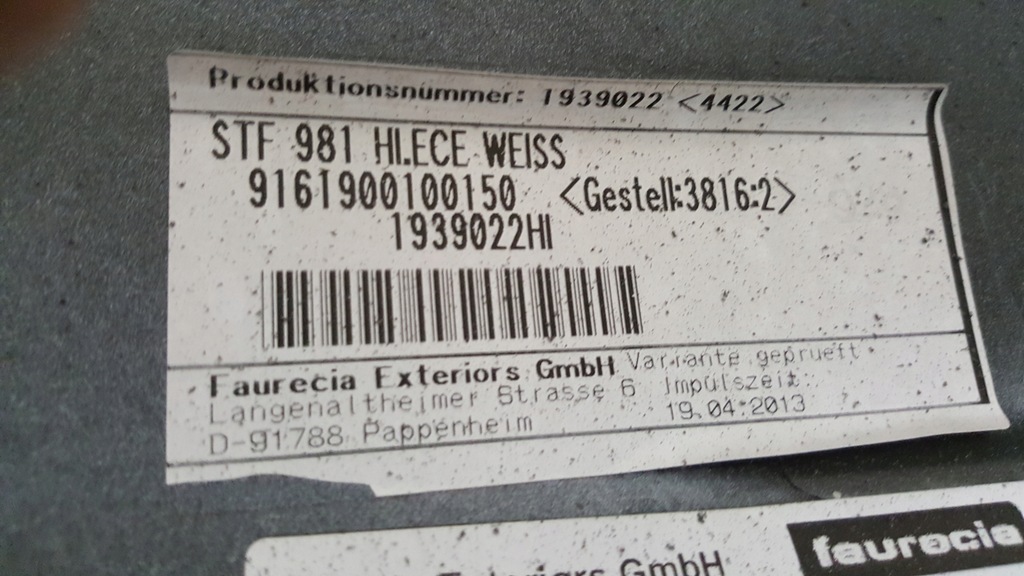 Produktionsnummer: 1939022 <4422>
STF 981 HI.ECE WEISS
9161900100150 <Gestell:3816:2>
1939022HI
Faurecia Exteriors GmbH Variante geprueft
Langenaltheimer Strasse 6 Impulszeit:
D-91788 Pappenheim 19.04.2013
faurecia
GmbH